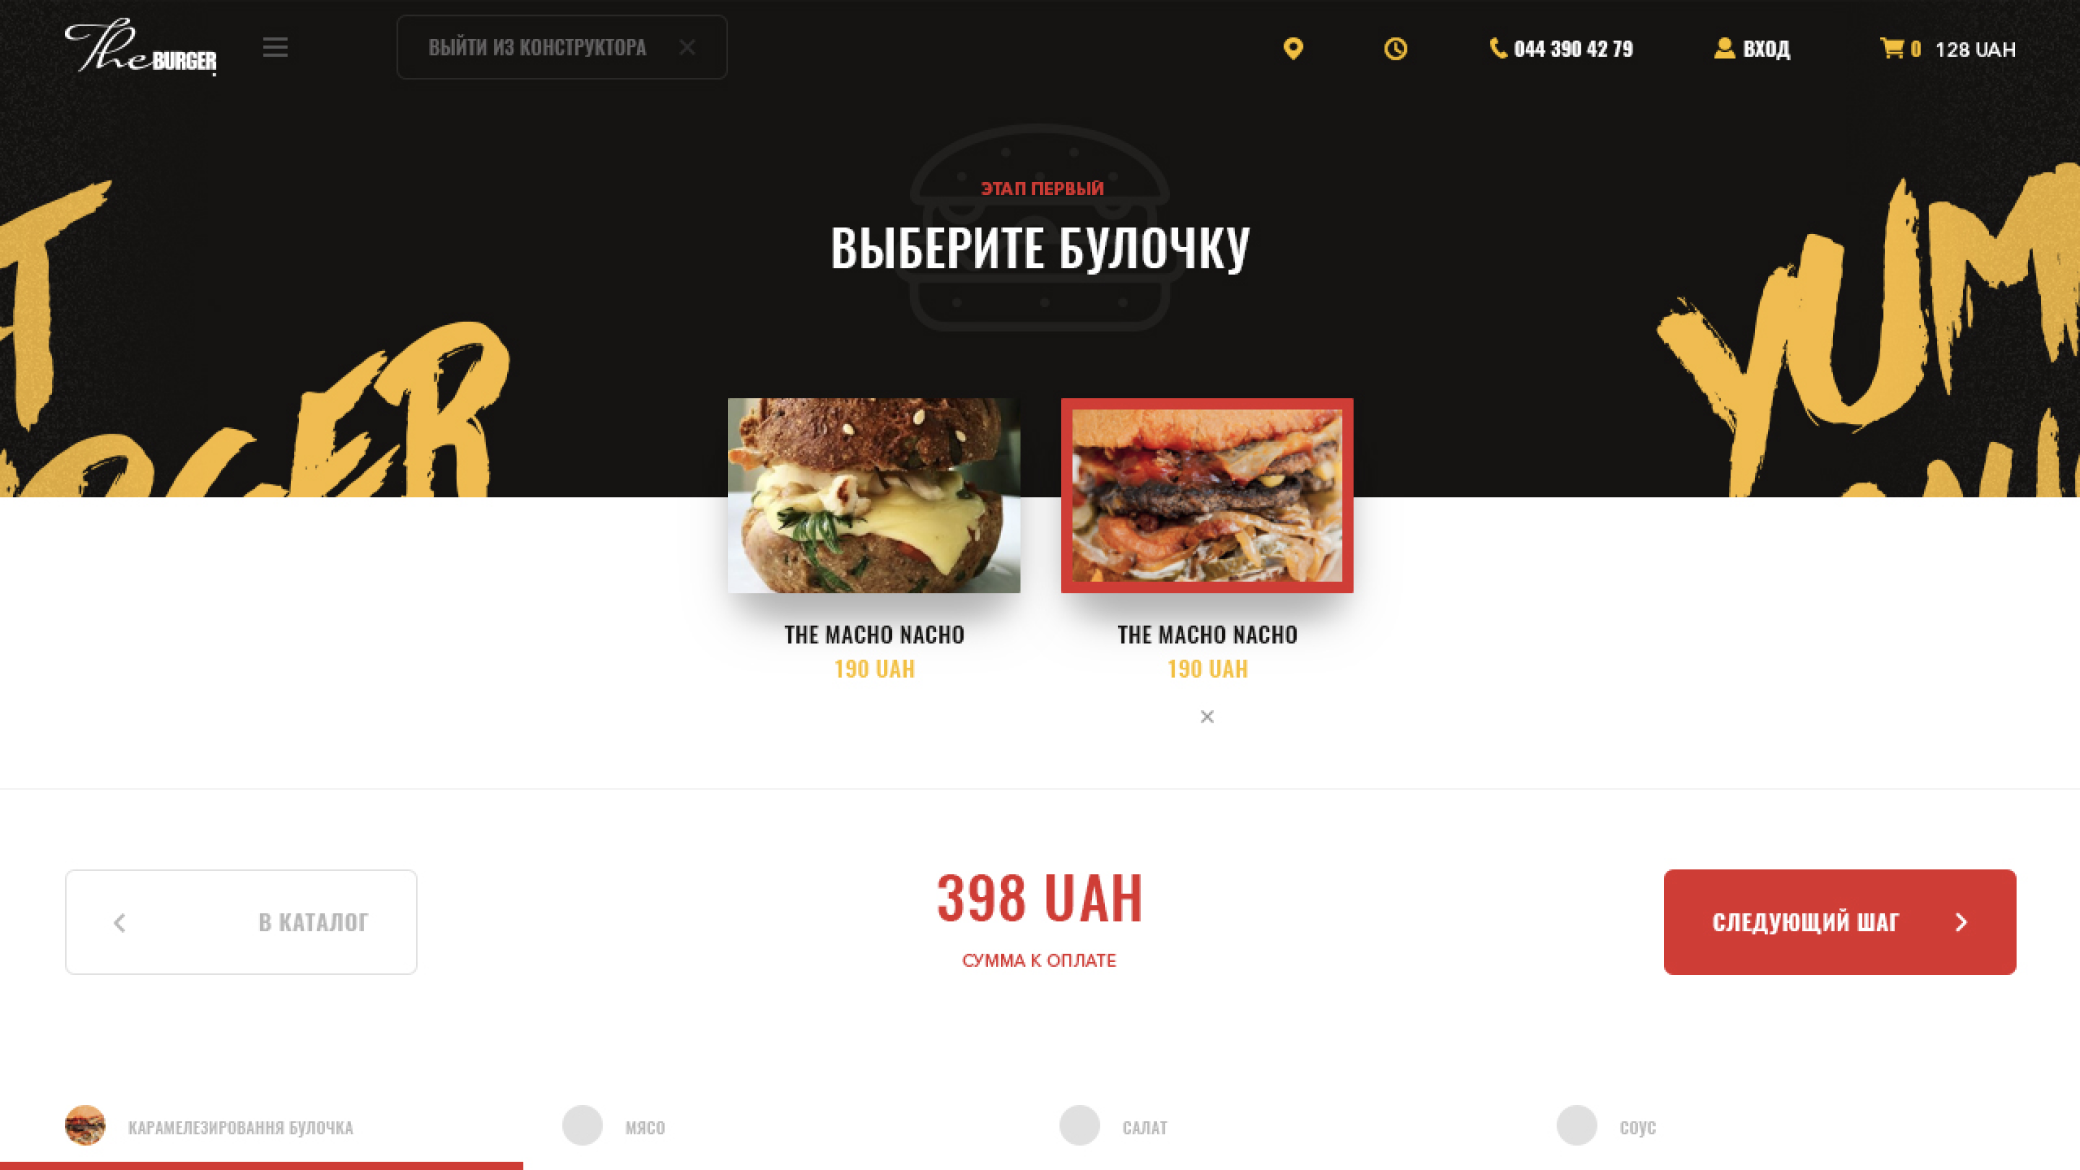 The BURGER
ВЫЙТИ ИЗ КОНСТРУКТОРА
044 390 42 79
ВХОД
0 128 UAH
ЭТАП ПЕРВЫЙ
ВЫБЕРИТЕ БУЛОЧКУ
YUM
THE MACHO NACHO
190 UAH
THE MACHO NACHO
190 UAH
В КАТАЛОГ
398 UAH
СУММА К ОПЛАТЕ
СЛЕДУЮЩИЙ ШАГ
КАРАМЕЛЕЗИРОВАННЯ БУЛОЧКА
МЯСО
САЛАТ
СОУС